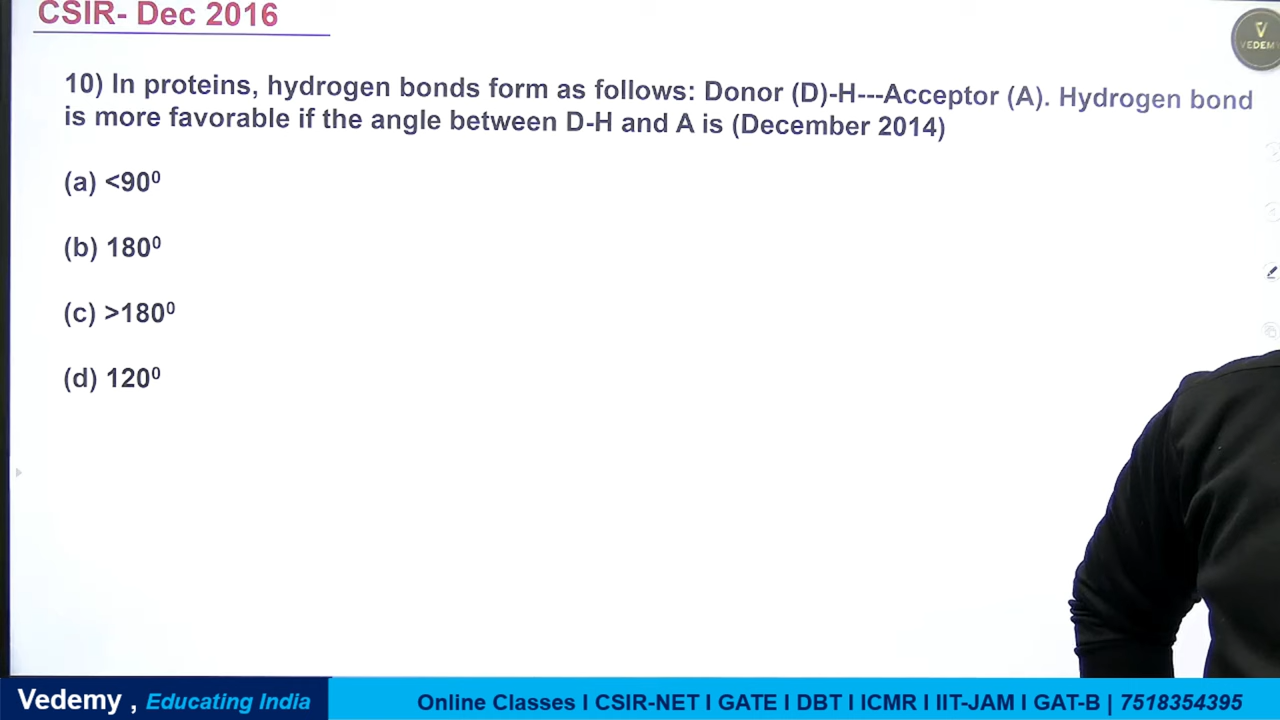 CSIR- Dec 2016
VEDEMY
10) In proteins, hydrogen bonds form as follows: Donor (D)-H---Acceptor (A). Hydrogen bond
is more favorable if the angle between D-H and A is (December 2014)
(a) <90⁰
(b) 180⁰
(c) >180⁰
(d) 120⁰
Vedemy , Educating India
Online Classes I CSIR-NET I GATE I DBT I ICMR I IIT-JAM I GAT-B | 7518354395